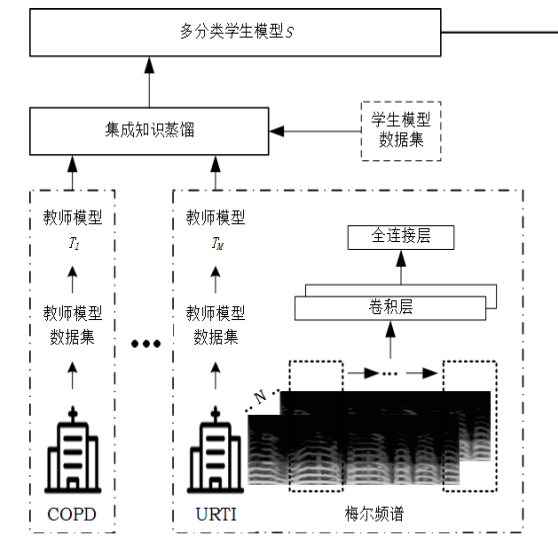 多分类学生模型S
集成知识蒸馏
学生模型
数据集
教师模型
T1
教师模型
TM
全连接层
教师模型
数据集
•••
教师模型
数据集
卷积层
•••
N
COPD
URTI
梅尔频谱